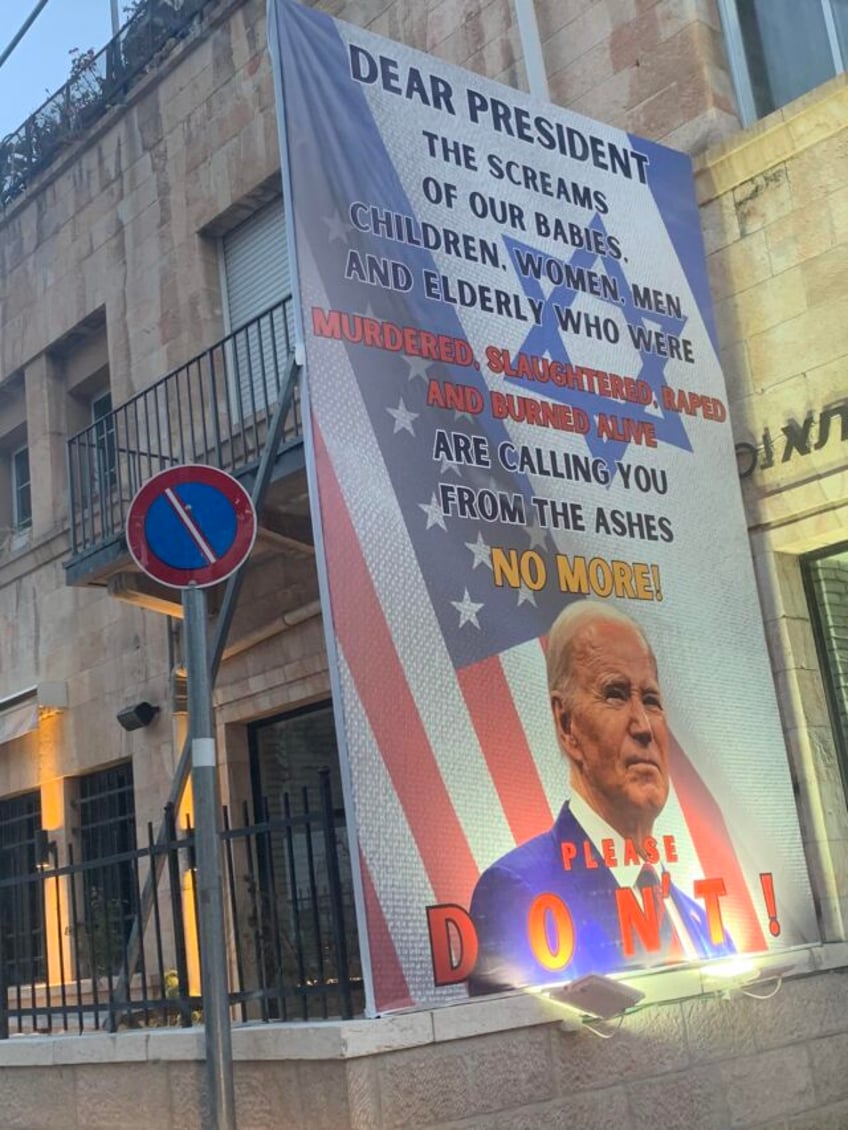 DEAR PRESIDENT
THE SCREAMS
OF OUR BABIES,
CHILDREN, WOMEN, MEN,
AND ELDERLY WHO WERE
MURDERED, SLAUGHTERED, RAPED
AND BURNED ALIVE
ARE CALLING YOU
FROM THE ASHES
NO MORE!
PLEASE
DON'T!